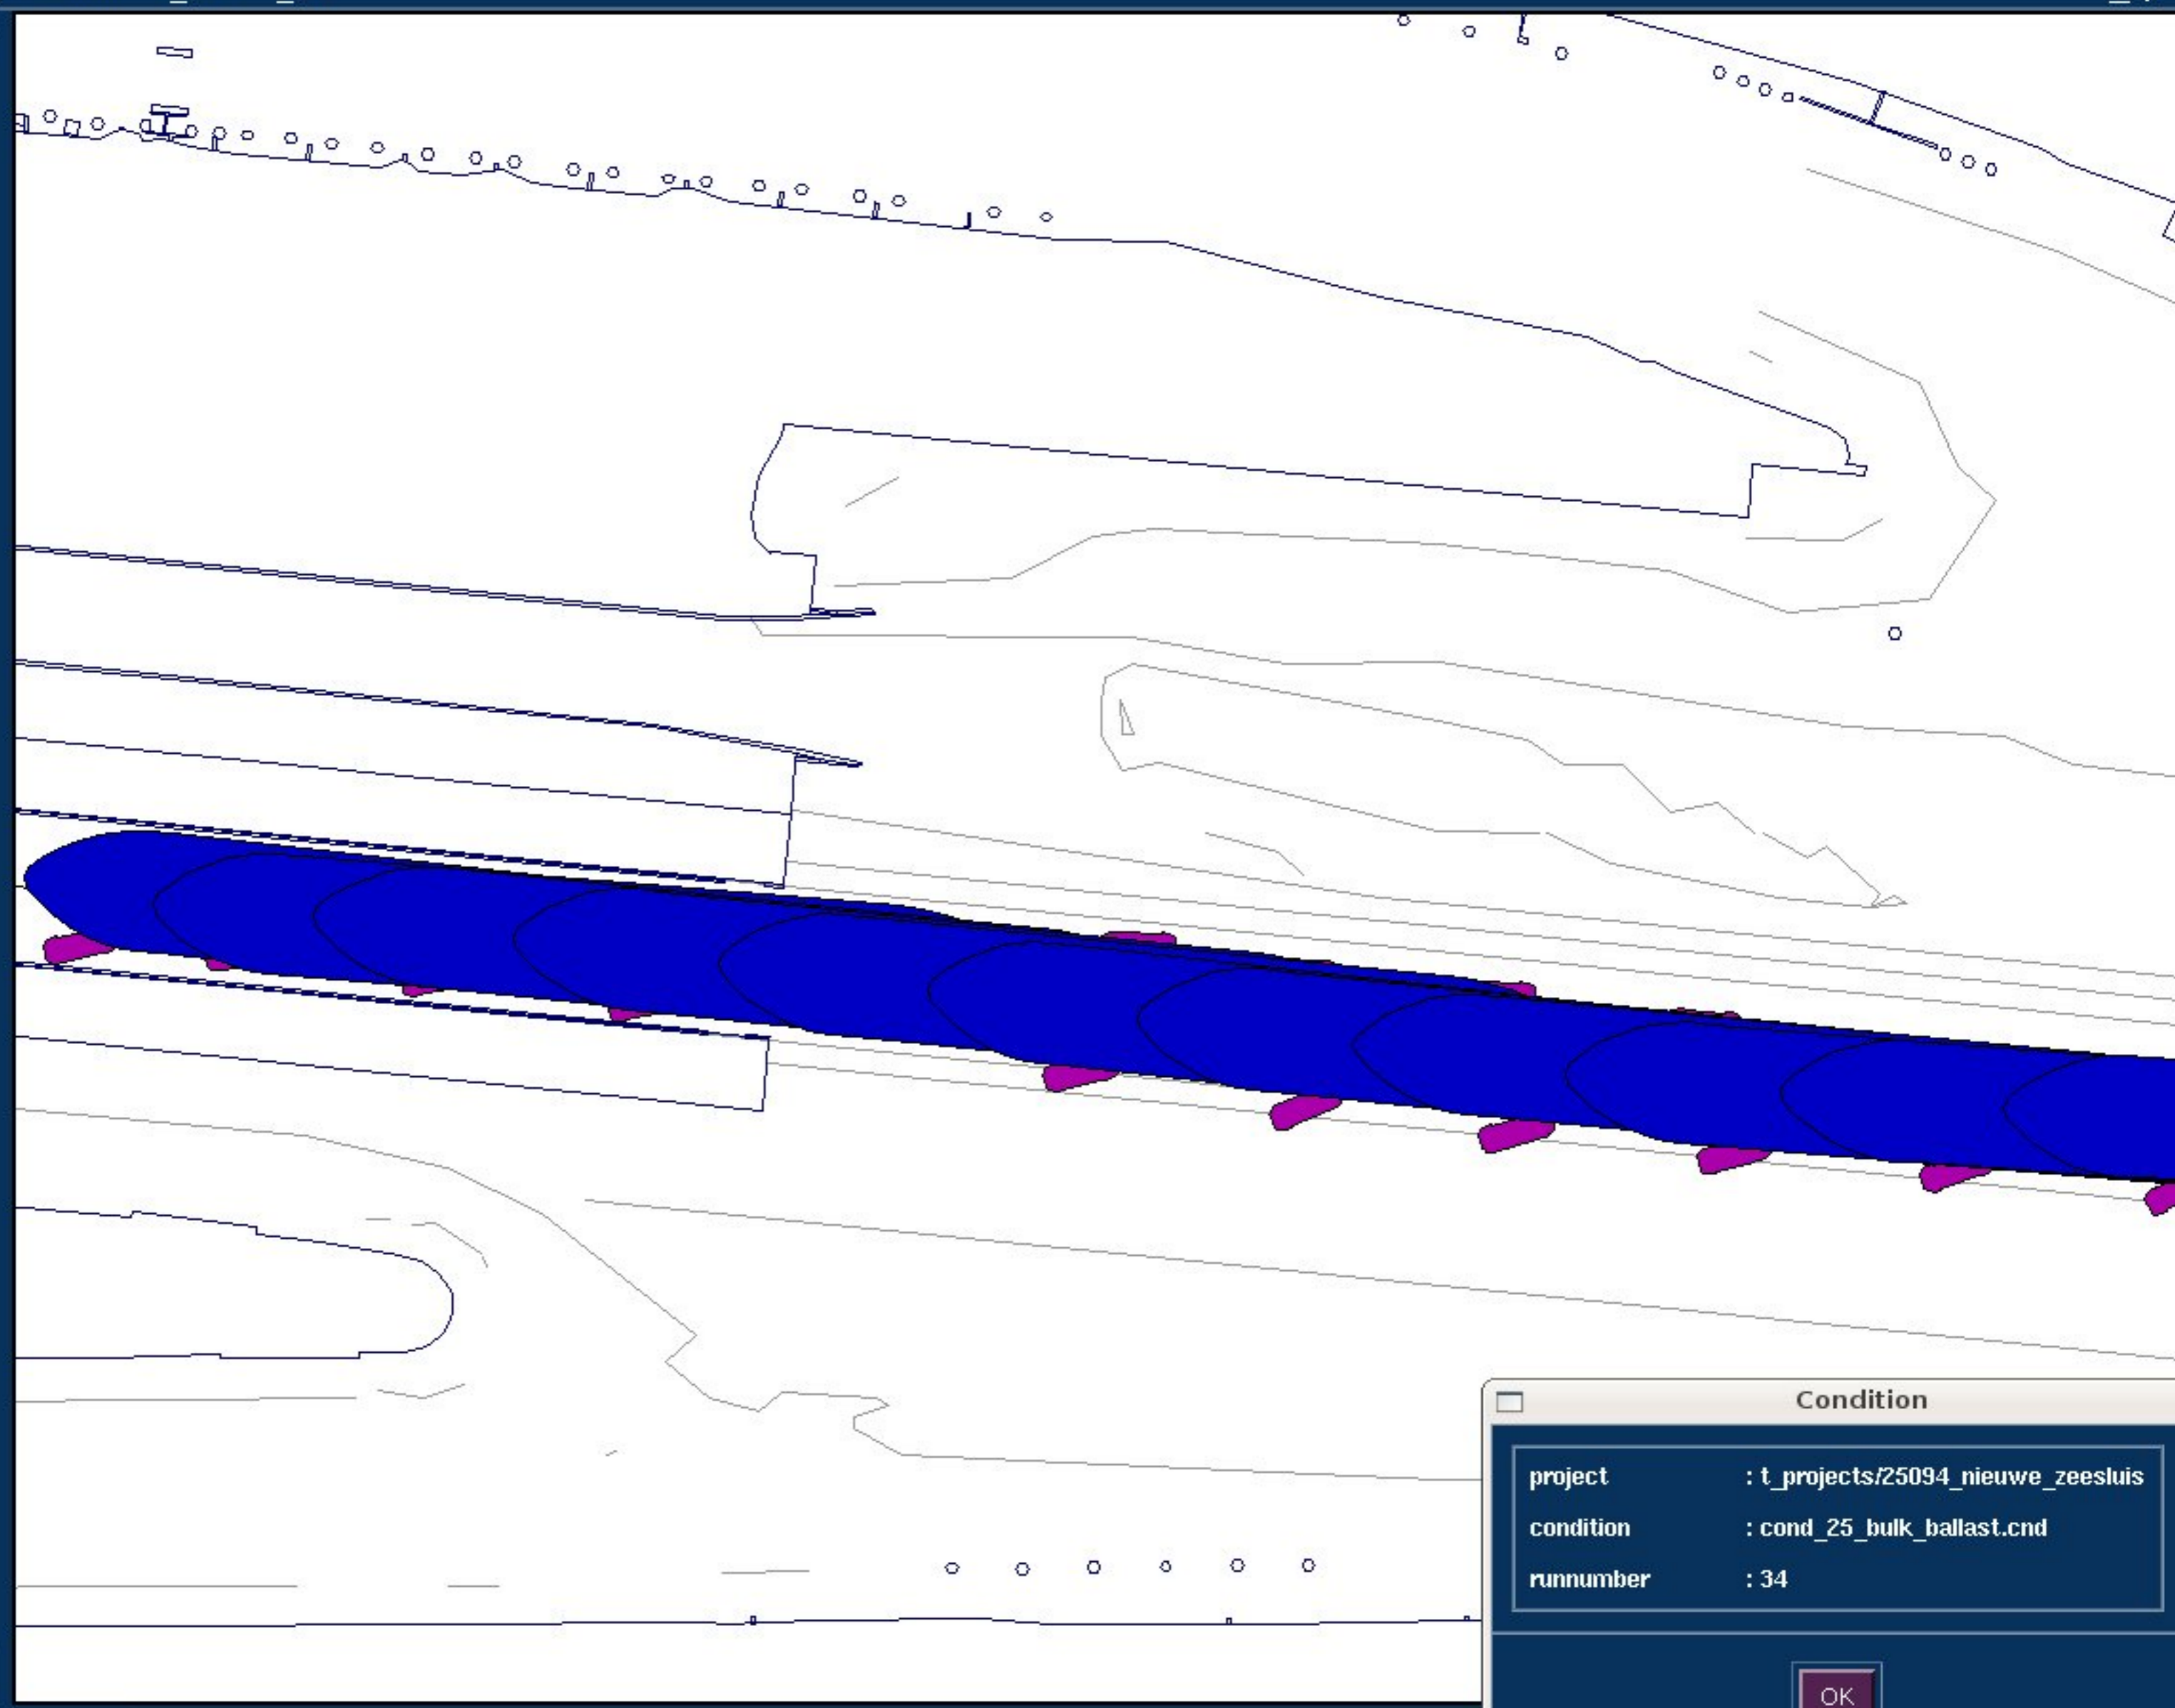 Condition
project : t_projects/25094_nieuwe_zeesluis
condition : cond_25_bulk_ballast.cnd
runnumber : 34
OK